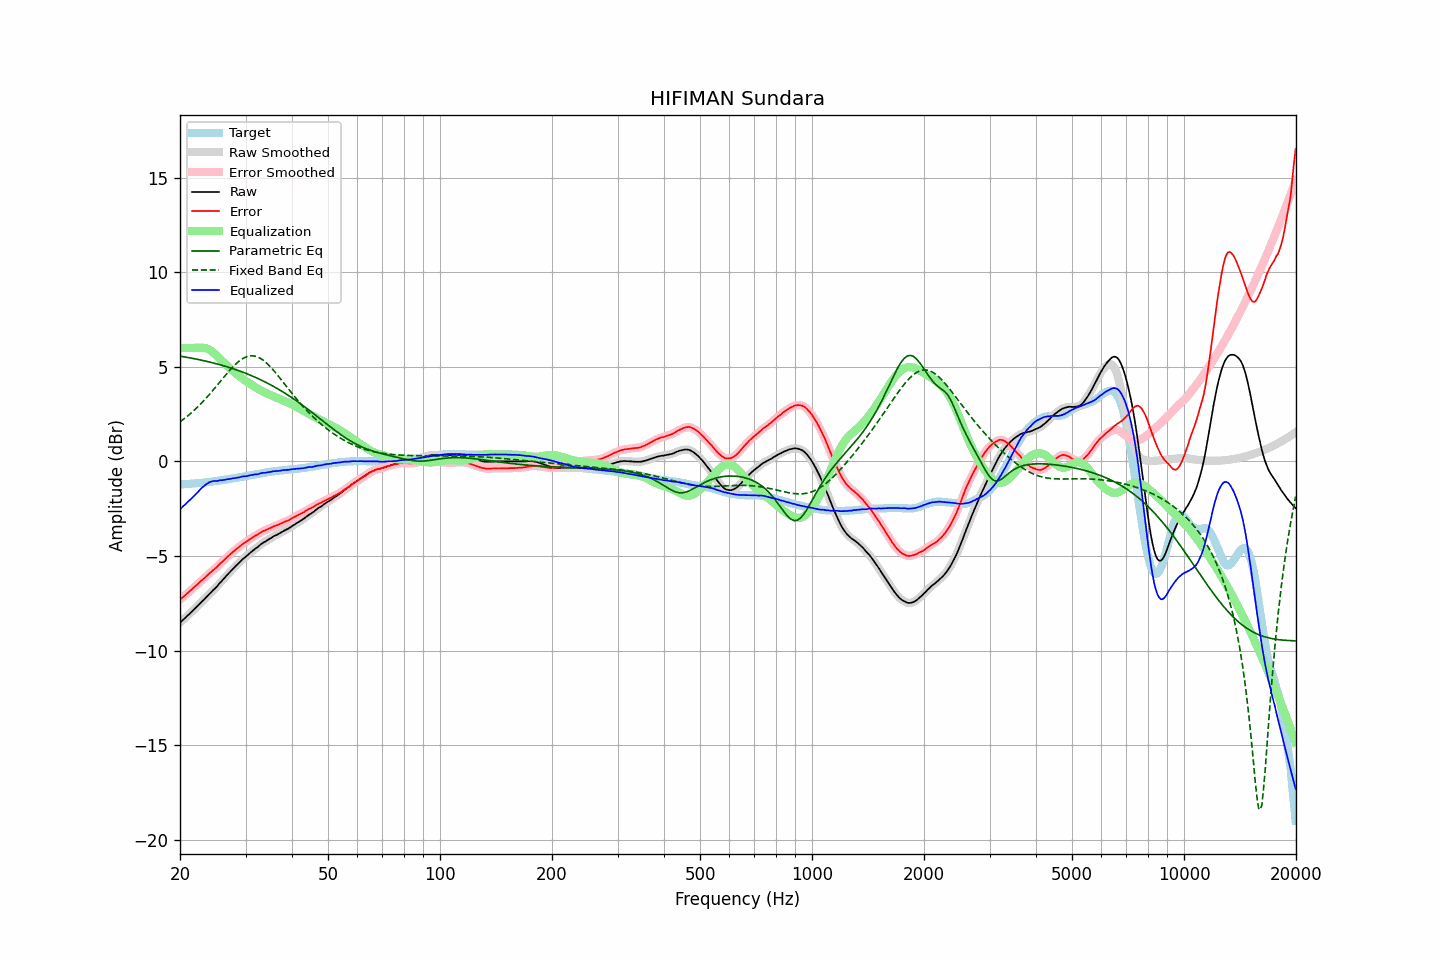 HIFIMAN Sundara
Target
Raw Smoothed
Error Smoothed
Raw
Error
Equalization
Parametric Eq
Fixed Band Eq
Equalized
Amplitude (dBr)
15
10
5
0
−5
−10
−15
−20
20 50 100 200 500 1000 2000 5000 10000 20000
Frequency (Hz)